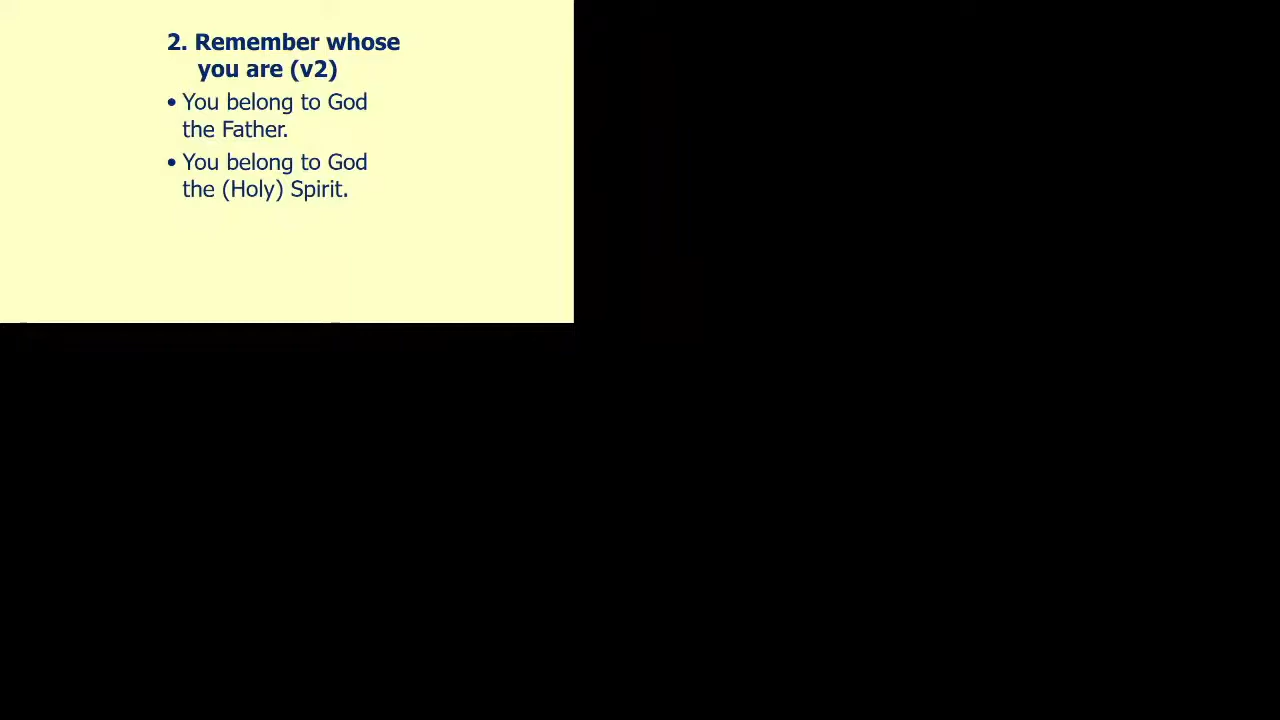 2. Remember whose
you are (v2)
• You belong to God
the Father.
• You belong to God
the (Holy) Spirit.